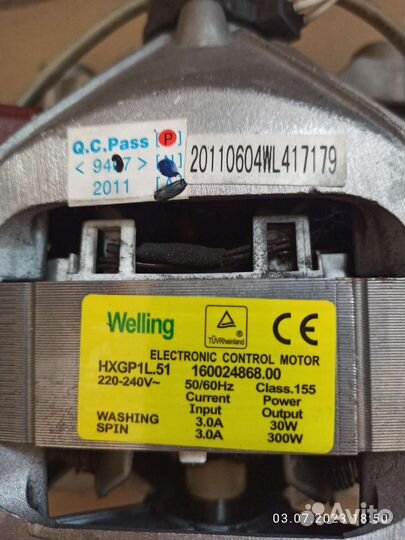 Q.C.Pass [P]
20110604WL417179
2011 [A]
Welling
TÜVRheinland
CE
ELECTRONIC CONTROL MOTOR
HXGP1L.51 160024868.00
220-240V~ 50/60Hz Class.155
Current Power
Input Output
WASHING 3.0A 30W
SPIN 3.0A 300W
03.07.2023 18:50
Avito